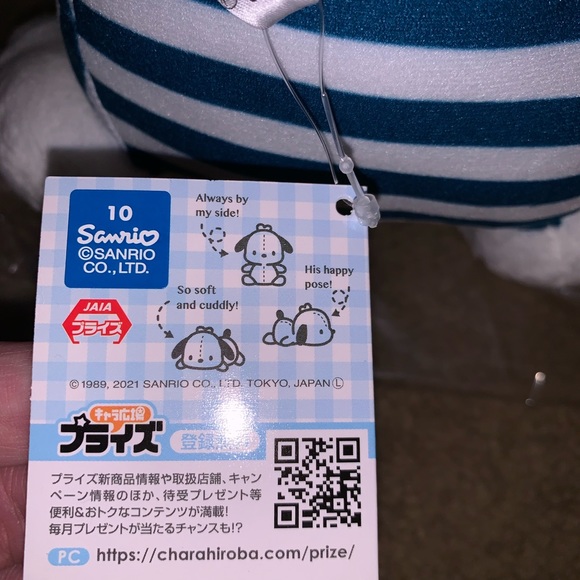 10
Sanrio
©SANRIO
CO., LTD.
Always by
my side!
His happy
pose!
So soft
and cuddly!
JAIA
プライズ
©1989, 2021 SANRIO CO., LTD. TOKYO, JAPAN Ⓛ
キャラ広場
プライズ
プライズ新商品情報や取扱店舗、キャン
ペーン情報のほか、待受プレゼント等
便利&おトクなコンテンツが満載!
毎月プレゼントが当たるチャンスも!?
PC https://charahiroba.com/prize/